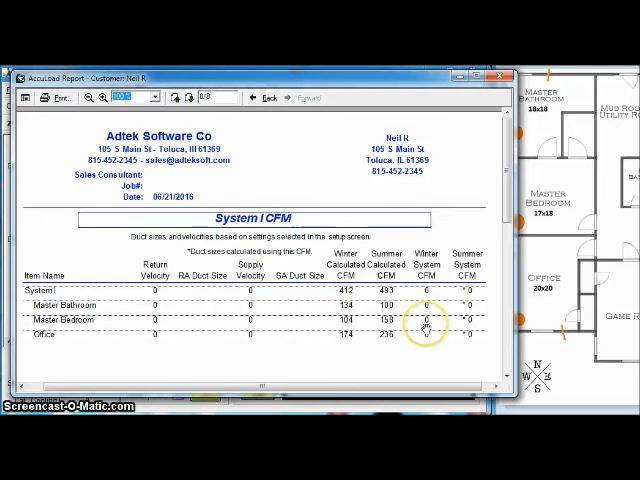 AccuLoad Report - Customer: Neil R
Print... 100% 8/8 Back Forward
Adtek Software Co
105 S Main St - Toluca, Ill 61369
815-452-2345 - sales@adteksoft.com
Sales Consultant:
Job#:
Date: 06/21/2016
Neil R
105 S Main St
Toluca, IL 61369
815-452-2345
System I CFM
Duct sizes and velocities based on settings selected in the setup screen.
*Duct sizes calculated using this CFM.
Item Name Return Velocity RA Duct Size Supply Velocity SA Duct Size Winter Calculated CFM Summer Calculated CFM Winter System CFM Summer System CFM
System I 0 0 412 493 0 * 0
Master Bathroom 0 0 134 100 0 * 0
Master Bedroom 0 0 104 158 0 * 0
Office 0 0 174 236 0 * 0
Master
Bathroom
18x18
Mud Roo
Utility Ro
Master
Bedroom
17x18
Office
20x20
Game R
N
W E
S
Screencast-O-Matic.com